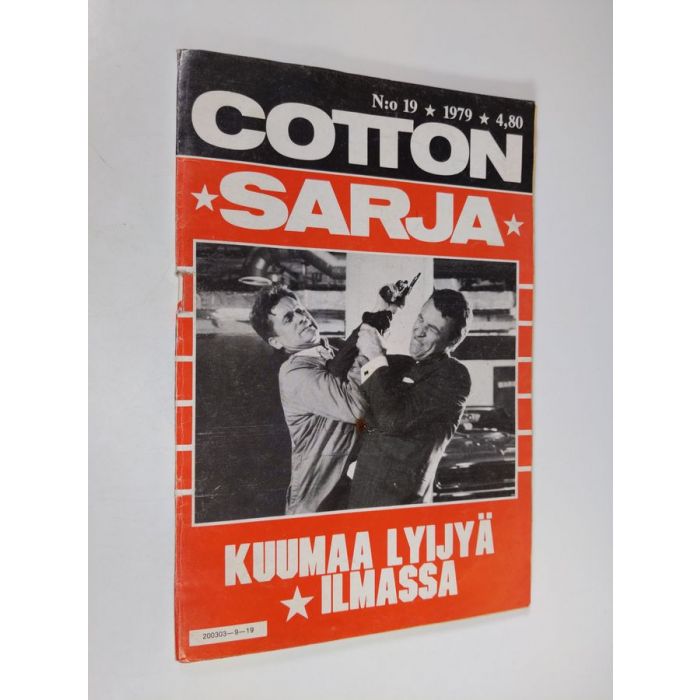 N:o 19 ★ 1979 ★ 4,80
COTTON
★ SARJA ★
KUUMAA LYIJYÄ
★ ILMASSA
200303—9—19